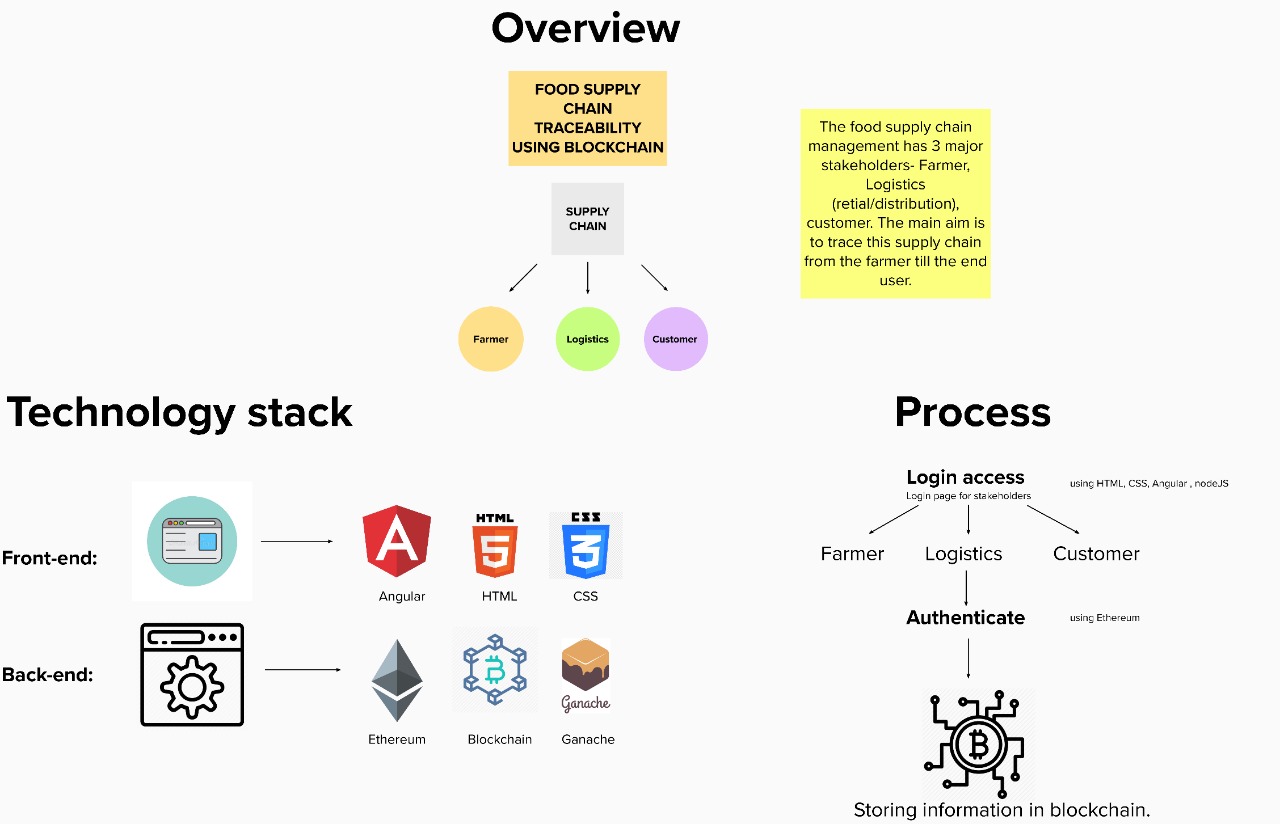 Overview
FOOD SUPPLY
CHAIN
TRACEABILITY
USING BLOCKCHAIN
The food supply chain
management has 3 major
stakeholders- Farmer,
Logistics
(retial/distribution),
customer. The main aim is
to trace this supply chain
from the farmer till the end
user.
SUPPLY
CHAIN
Farmer
Logistics
Customer
Technology stack
Front-end:
HTML
5
CSS
3
Angular
HTML
CSS
Back-end:
Ganache
Ethereum
Blockchain
Ganache
Process
Login access
using HTML, CSS, Angular , nodeJS
Login page for stakeholders
Farmer
Logistics
Customer
Authenticate
using Ethereum
Storing information in blockchain.